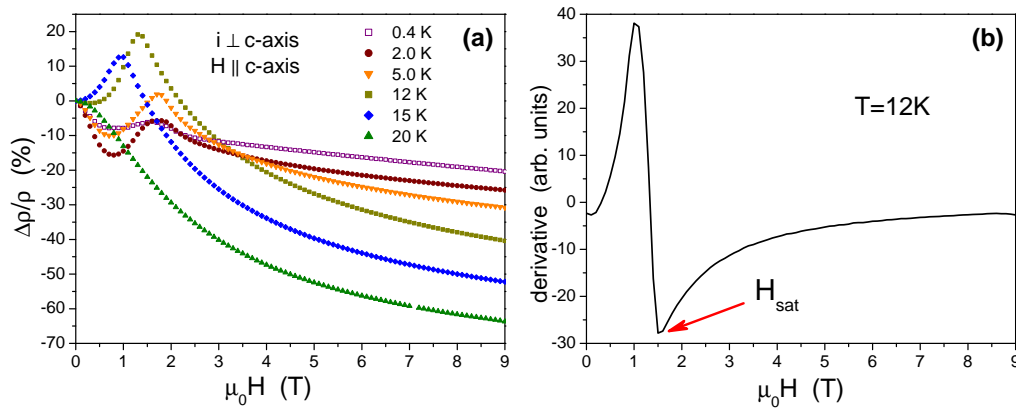 (a)
i ⊥ c-axis
H || c-axis
0.4 K
2.0 K
5.0 K
12 K
15 K
20 K
20
10
0
-10
-20
-30
-40
-50
-60
-70
Δρ/ρ (%)
0 1 2 3 4 5 6 7 8 9
μ₀H (T)
(b)
T=12K
H_sat
40
30
20
10
0
-10
-20
-30
derivative (arb. units)
0 1 2 3 4 5 6 7 8 9
μ₀H (T)